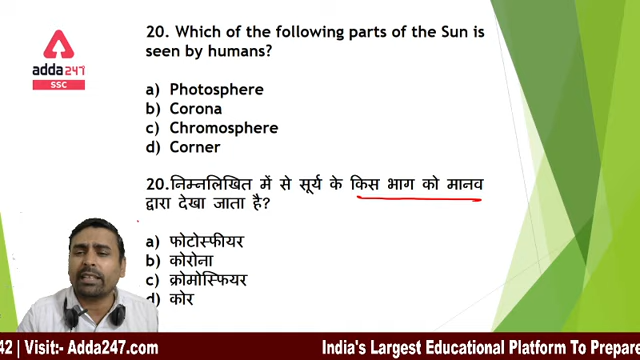 20. Which of the following parts of the Sun is
seen by humans?
adda247
SSC
a) Photosphere
b) Corona
c) Chromosphere
d) Corner
20.निम्नलिखित में से सूर्य के किस भाग को मानव
द्वारा देखा जाता है?
a) फोटोस्फीयर
b) कोरोना
c) क्रोमोस्फियर
d) कोर
42 | Visit:- Adda247.com
India's Largest Educational Platform To Prepare